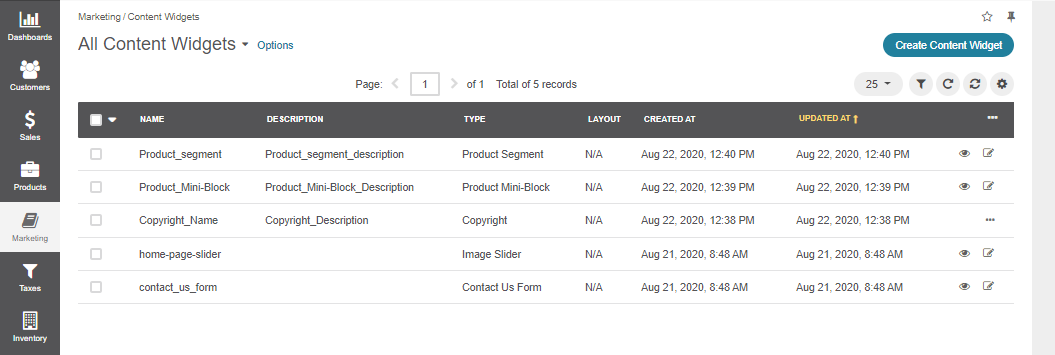 Dashboards
Customers
Sales
Products
Marketing
Taxes
Inventory
Marketing / Content Widgets
All Content Widgets Options
Create Content Widget
Page: 1 of 1 Total of 5 records
25
NAME DESCRIPTION TYPE LAYOUT CREATED AT UPDATED AT
Product_segment Product_segment_description Product Segment N/A Aug 22, 2020, 12:40 PM Aug 22, 2020, 12:40 PM
Product_Mini-Block Product_Mini-Block_Description Product Mini-Block N/A Aug 22, 2020, 12:39 PM Aug 22, 2020, 12:39 PM
Copyright_Name Copyright_Description Copyright N/A Aug 22, 2020, 12:38 PM Aug 22, 2020, 12:38 PM
home-page-slider Image Slider N/A Aug 21, 2020, 8:48 AM Aug 21, 2020, 8:48 AM
contact_us_form Contact Us Form N/A Aug 21, 2020, 8:48 AM Aug 21, 2020, 8:48 AM